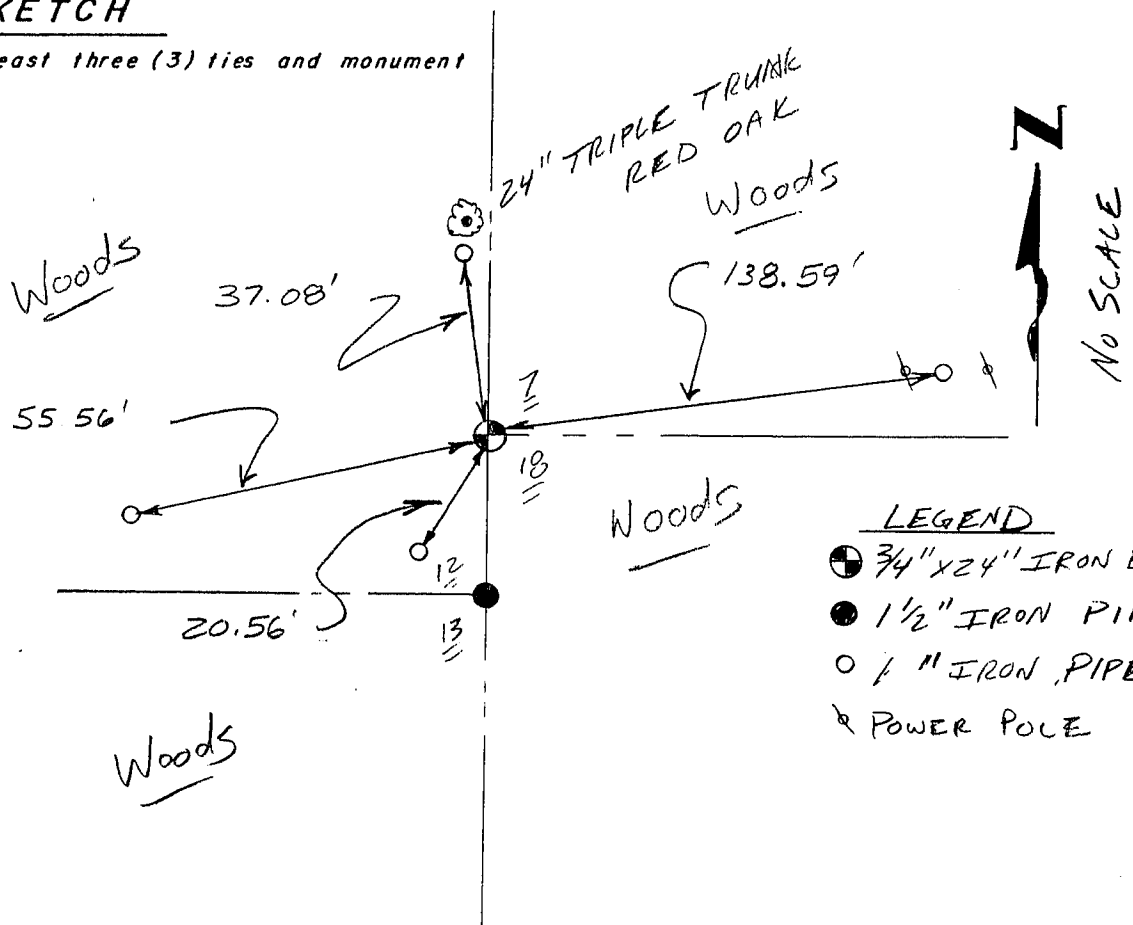 KETCH
east three (3) ties and monument
24" TRIPLE TRUNK
RED OAK
Woods
N
No SCALE
Woods
37.08'
138.59'
55.56'
7
18
Woods
12
13
20.56'
LEGEND
3/4" X 24" IRON
1 1/2" IRON
1 " IRON PIPE
POWER POLE
Woods